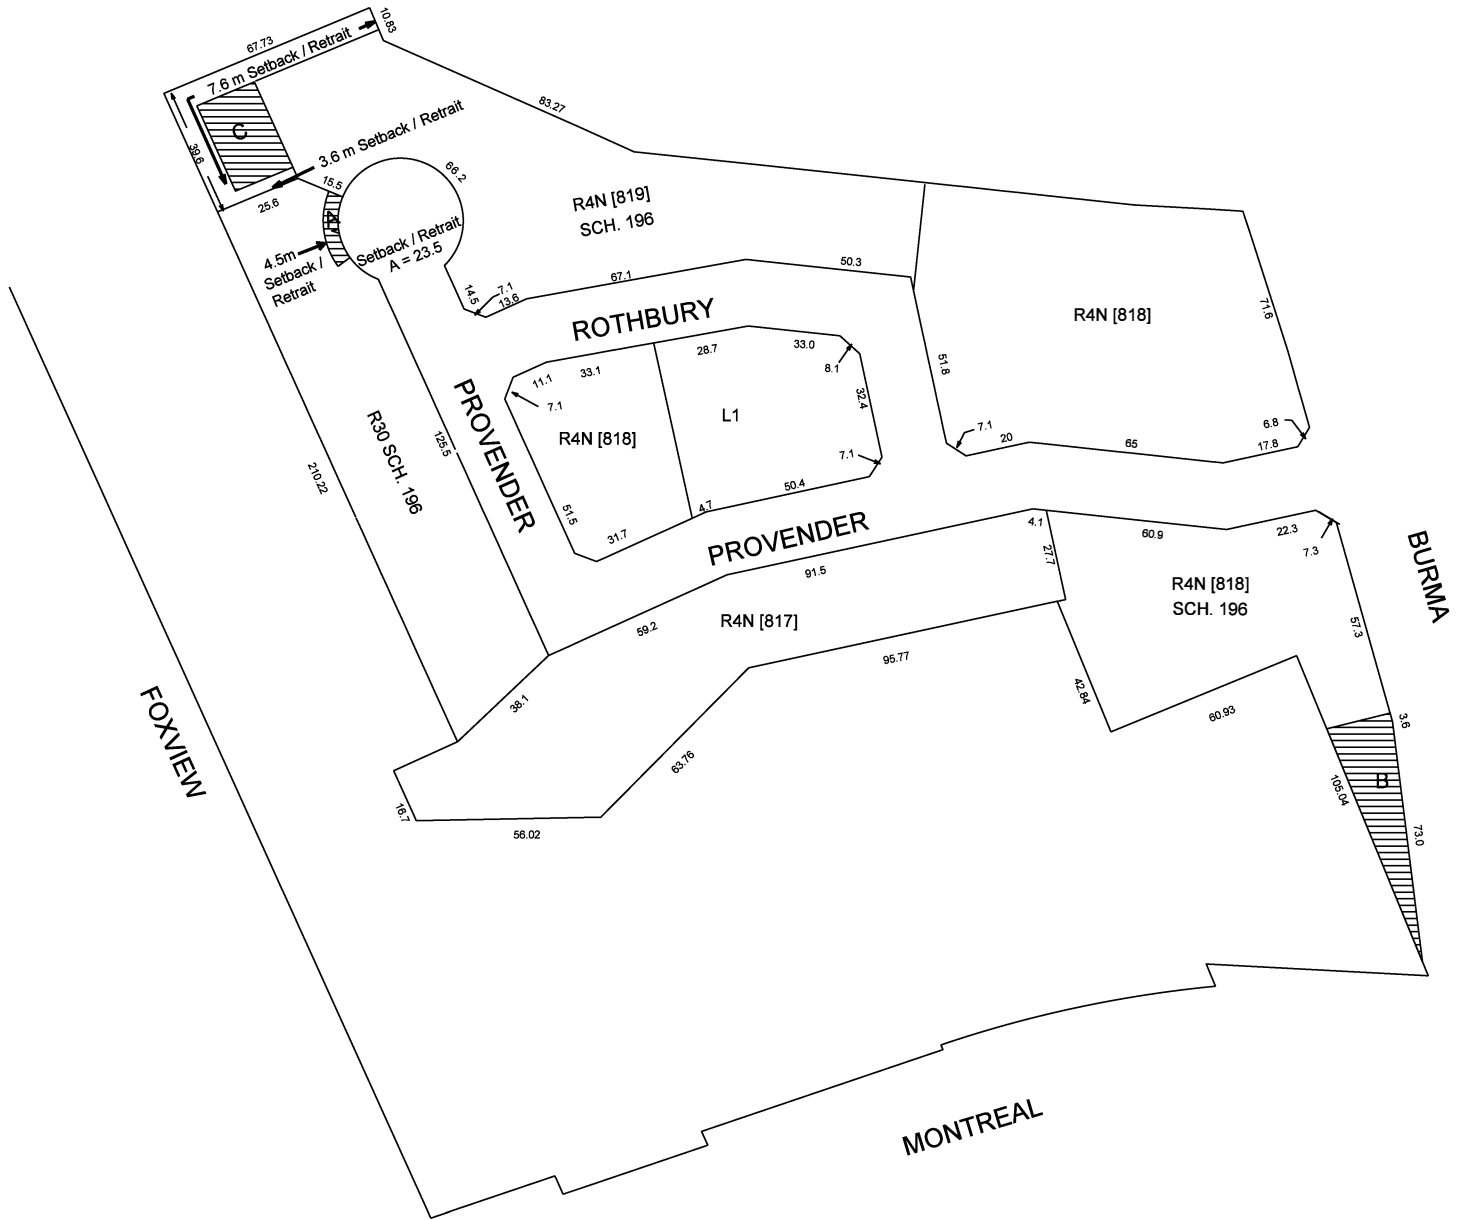 67.73
10.83
7.6 m Setback / Retrait
C
39.6
3.6 m Setback / Retrait
83.27
15.5
66.2
25.6
A
4.5m
Setback /
Retrait
Setback / Retrait
A = 23.5
R4N [819]
SCH. 196
14.5
7.1
13.6
67.1
50.3
ROTHBURY
R4N [818]
71.6
51.8
7.1
20
65
6.8
17.8
11.1
33.1
28.7
33.0
8.1
7.1
R4N [818]
L1
32.4
7.1
51.5
31.7
4.7
50.4
PROVENDER
125.5
R30 SCH. 196
210.22
PROVENDER
4.1
27.7
60.9
22.3
7.3
BURMA
91.5
R4N [818]
SCH. 196
59.2
R4N [817]
57.3
95.77
42.84
60.93
38.1
3.6
FOXVIEW
63.76
B
105.04
73.0
16.7
56.02
MONTREAL